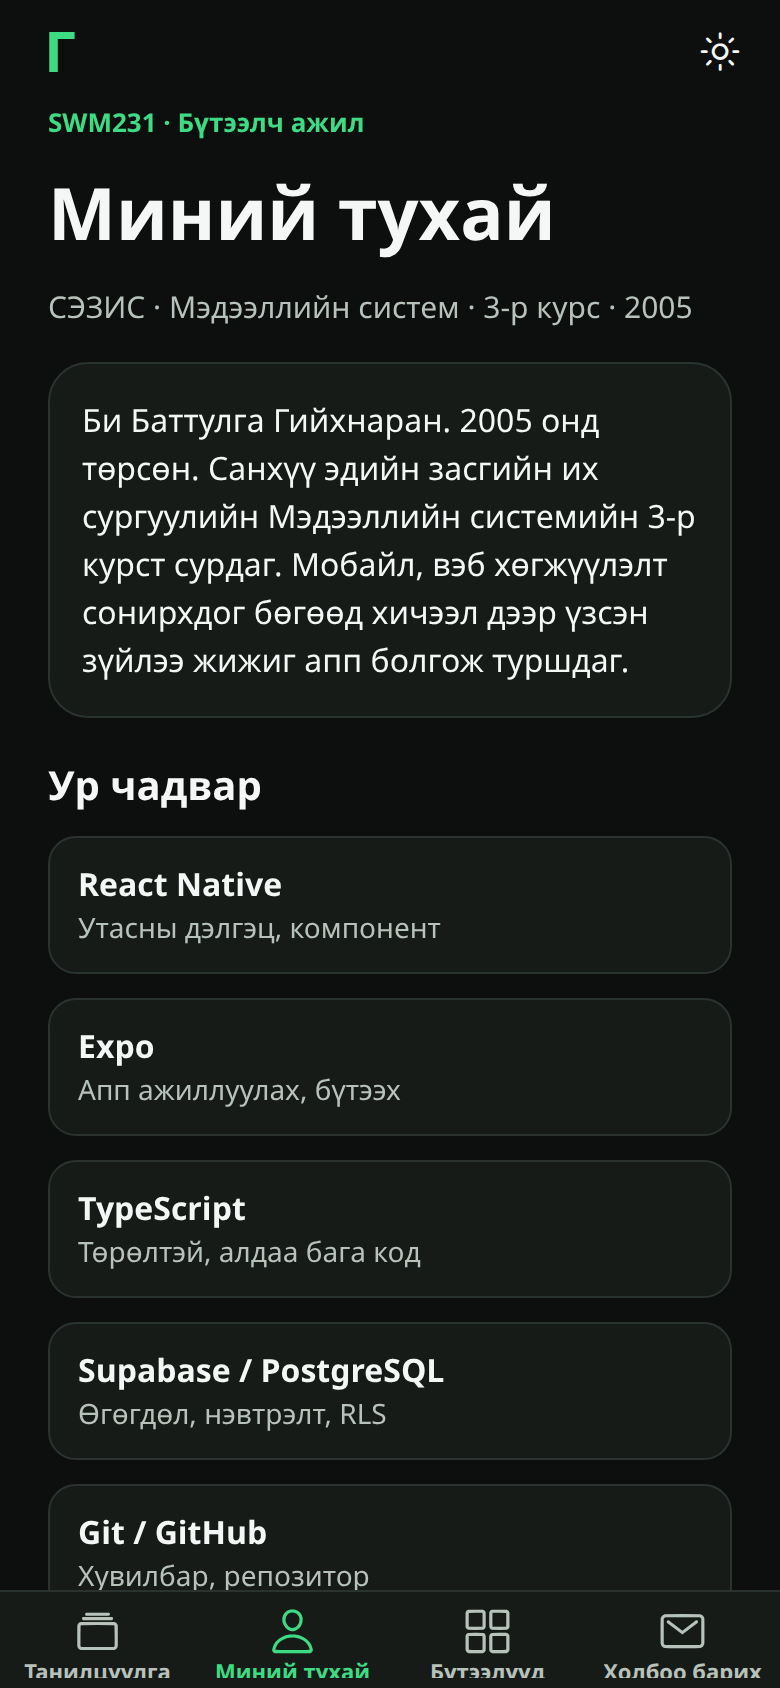 Г
SWM231 · Бүтээлч ажил
Миний тухай
СЭЗИС · Мэдээллийн систем · 3-р курс · 2005
Би Баттулга Гийхнаран. 2005 онд
төрсөн. Санхүү эдийн засгийн их
сургуулийн Мэдээллийн системийн 3-р
курст сурдаг. Мобайл, вэб хөгжүүлэлт
сонирхдог бөгөөд хичээл дээр үзсэн
зүйлээ жижиг апп болгож туршдаг.
Ур чадвар
React Native
Утасны дэлгэц, компонент
Expo
Апп ажиллуулах, бүтээх
TypeScript
Төрөлтэй, алдаа бага код
Supabase / PostgreSQL
Өгөгдөл, нэвтрэлт, RLS
Git / GitHub
Хувилбар, репозитор
Танилцуулга Миний тухай Бүтээлүүд Холбоо барих